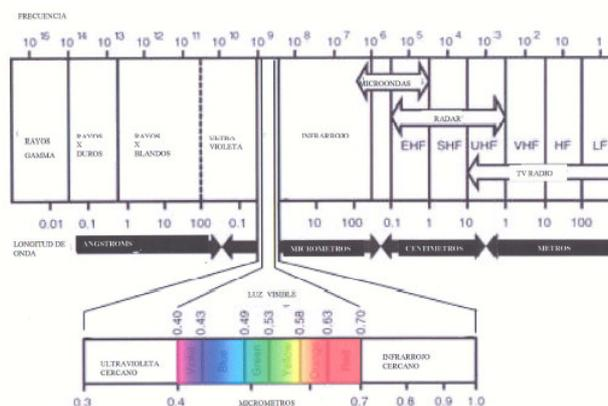 FRECUENCIA
10^15 10^14 10^13 10^12 10^11 10^10 10^9 10^8 10^7 10^6 10^5 10^4 10^3 10^2 10 1
MICROONDAS
RADAR
RAYOS GAMMA
RAYOS X DUROS
RAYOS X BLANDOS
ULTRA VIOLETA
INFRARROJO
EHF SHF UHF VHF HF LF
TV RADIO
0.01 0.1 1 10 100 0.1 10 100 0.1 1 10 1 10 100
LONGITUD DE ONDA
ANGSTROMS MICROMETROS CENTIMETROS METROS
LUZ VISIBLE
0.40 0.43 0.49 0.53 0.58 0.63 0.70
ULTRAVIOLETA CERCANO
Violet Blue Green Yellow Orange Red
INFRARROJO CERCANO
0.3 0.4 MICROMETROS 0.7 0.8 0.9 1.0